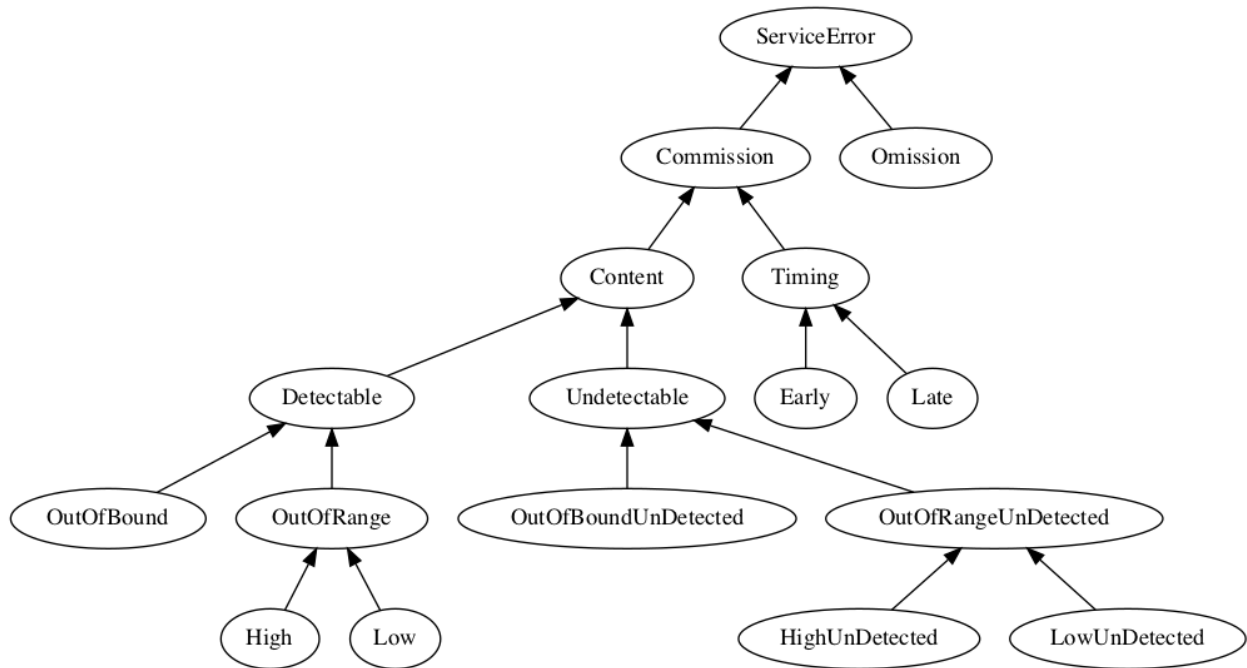 ServiceError
Commission
Omission
Content
Timing
Detectable
Undetectable
Early
Late
OutOfBound
OutOfRange
OutOfBoundUnDetected
OutOfRangeUnDetected
High
Low
HighUnDetected
LowUnDetected